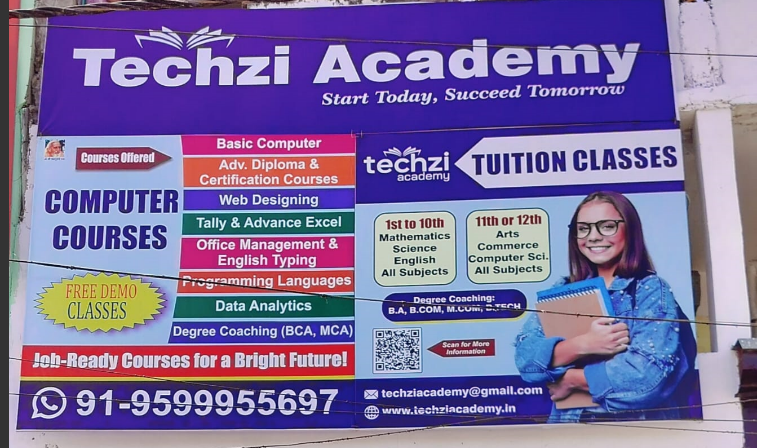 Techzi Academy
Start Today, Succeed Tomorrow
Courses Offered
COMPUTER
COURSES
FREE DEMO
CLASSES
Basic Computer
Adv. Diploma &
Certification Courses
Web Designing
Tally & Advance Excel
Office Management &
English Typing
Programming Languages
Data Analytics
Degree Coaching (BCA, MCA)
Job-Ready Courses for a Bright Future!
91-9599955697
techzi
academy
TUITION CLASSES
1st to 10th
Mathematics
Science
English
All Subjects
11th or 12th
Arts
Commerce
Computer Sci.
All Subjects
Degree Coaching:
B.A, B.COM, M.COM, B.TECH
Scan for More
Information
techziacademy@gmail.com
www.techziacademy.in